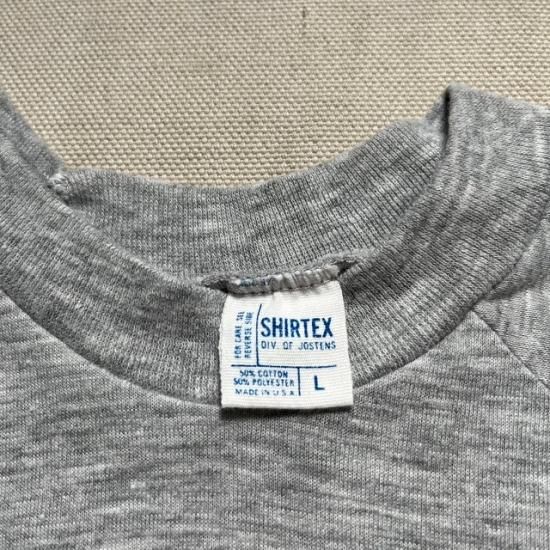 FOR CARE SEE
REVERSE SIDE
SHIRTEX
DIV. OF JOSTENS
50% COTTON
50% POLYESTER
MADE IN U.S.A.
L